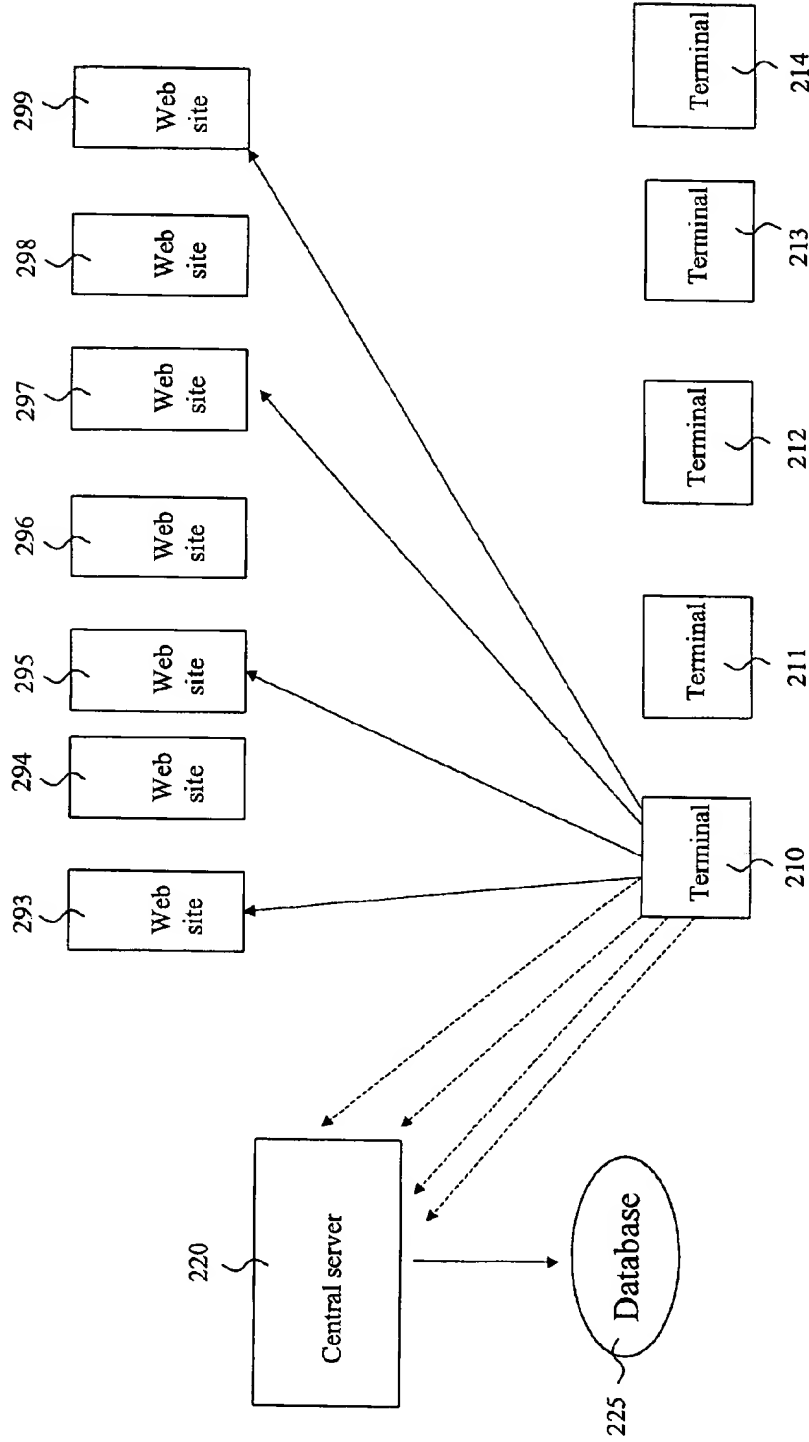 299
298
297
296
295
294
293
Web
site
Web
site
Web
site
Web
site
Web
site
Web
site
Web
site
220
Central server
Database
225
Terminal
210
Terminal
211
Terminal
212
Terminal
213
Terminal
214